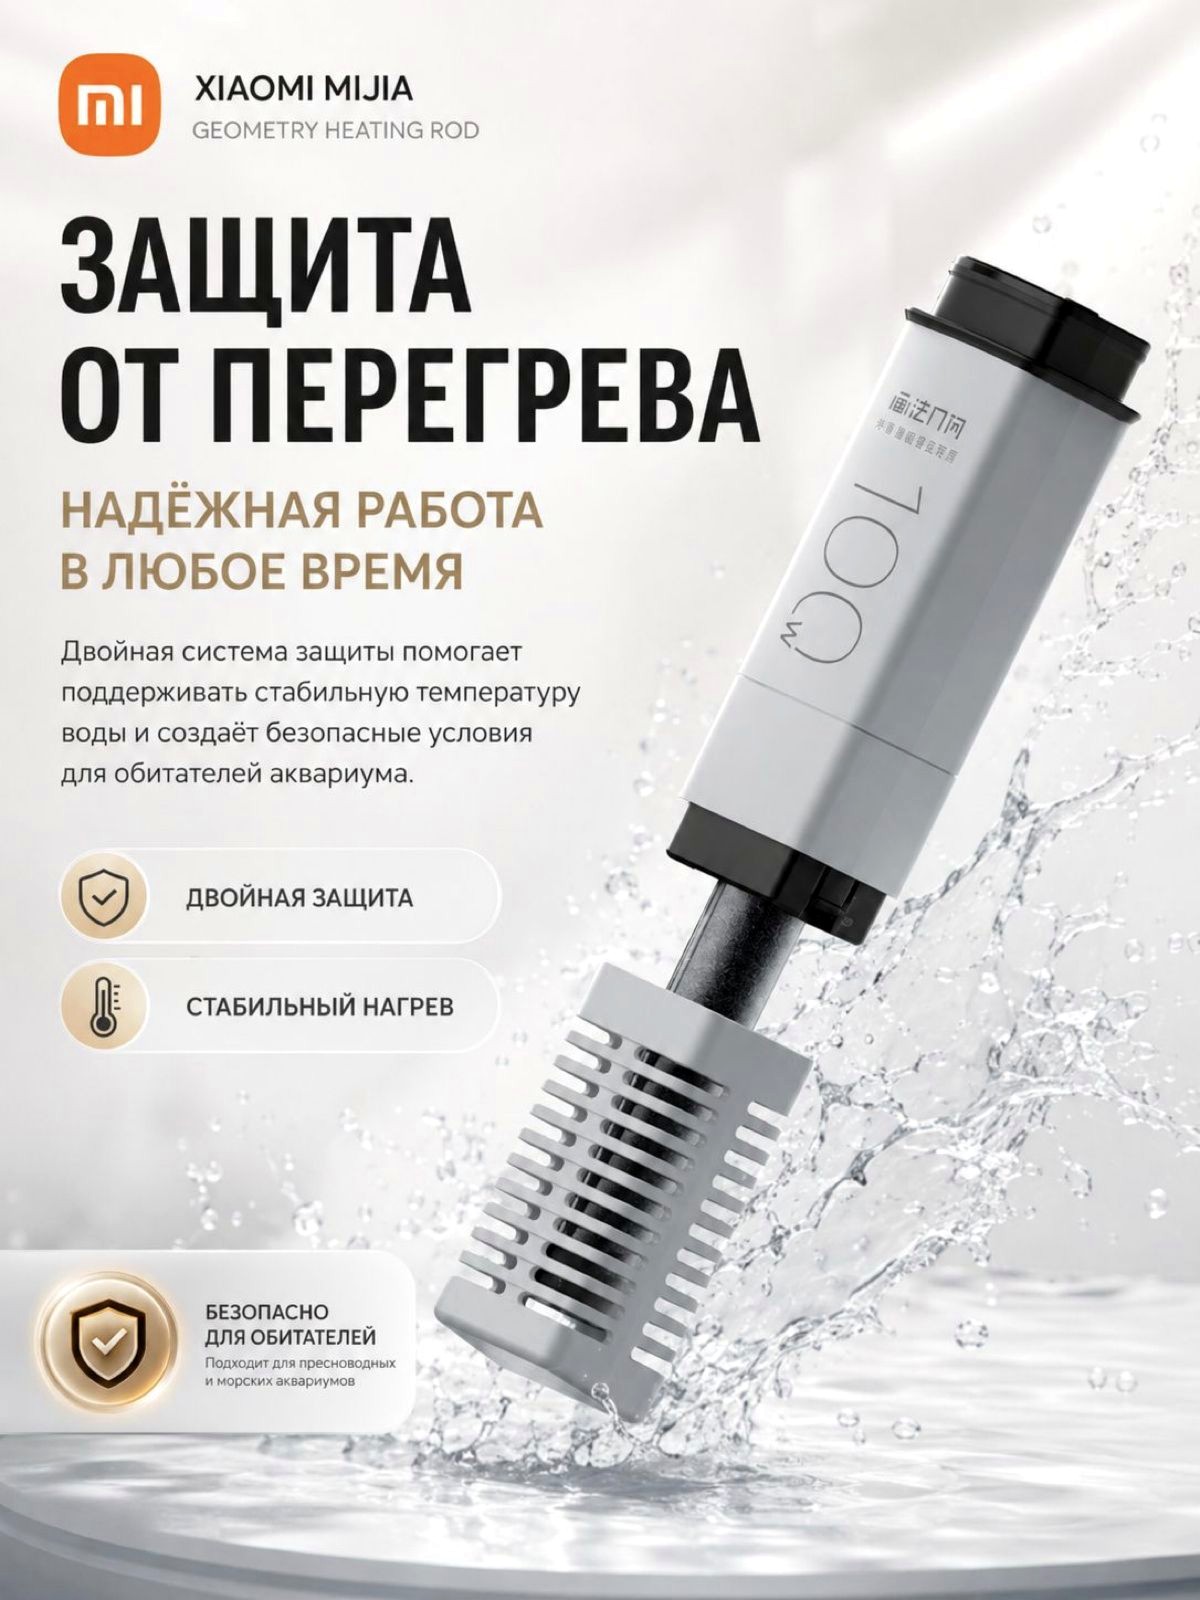 mi
XIAOMI MIJIA
GEOMETRY HEATING ROD
ЗАЩИТА
ОТ ПЕРЕГРЕВА
НАДЁЖНАЯ РАБОТА
В ЛЮБОЕ ВРЕМЯ
Двойная система защиты помогает
поддерживать стабильную температуру
воды и создаёт безопасные условия
для обитателей аквариума.
ДВОЙНАЯ ЗАЩИТА
СТАБИЛЬНЫЙ НАГРЕВ
100w
БЕЗОПАСНО
ДЛЯ ОБИТАТЕЛЕЙ
Подходит для пресноводных
и морских аквариумов